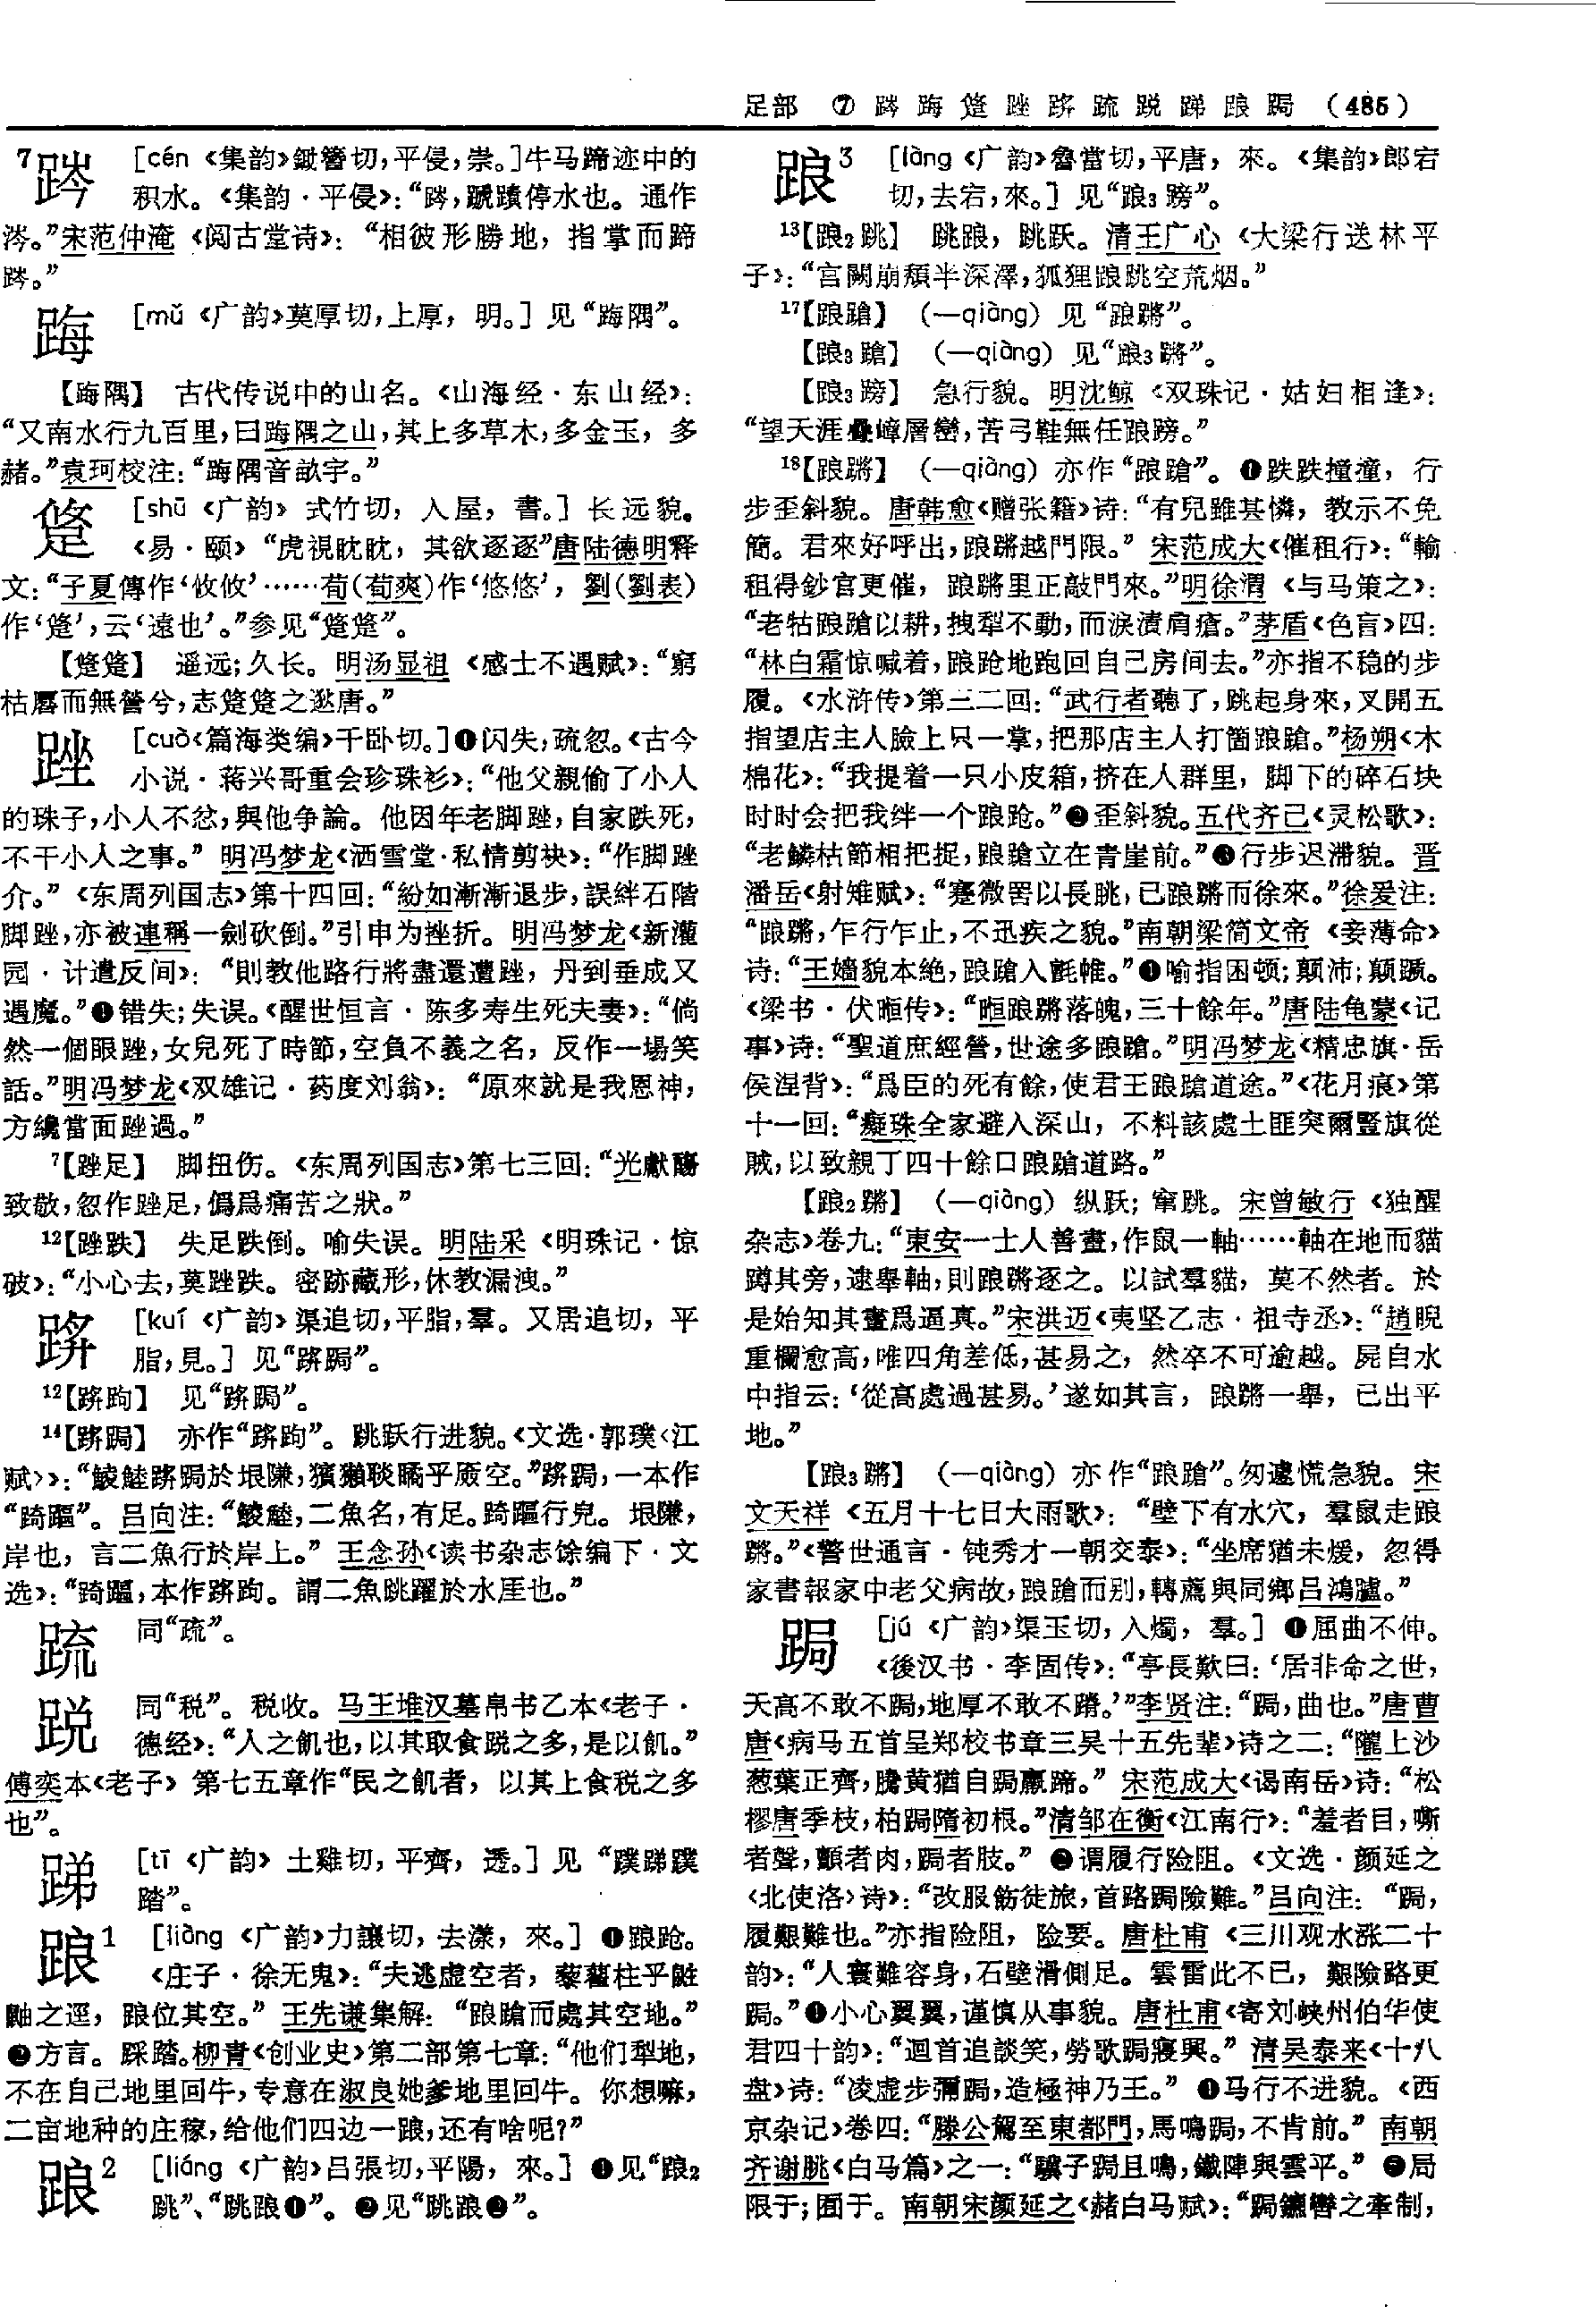 足部 ⑦ 踌 踇 跾 脞 踤 疏 踀 踶 踉 跼 (485)
7 𨁊 [cén《集韵》鋤簪切,平侵,崇。]牛马蹄迹中的
积水。《集韵·平侵》:“𨁊,蹏蹟停水也。通作
涔。”宋范仲淹《阅古堂诗》:“相彼形勝地,指掌而蹄
𨁊。”
踇 [mǔ《广韵》莫厚切,上厚,明。]见“踇隅”。
【踇隅】 古代传说中的山名。《山海经·东山经》:
“又南水行九百里,曰踇隅之山,其上多草木,多金玉,多
赭。”袁珂校注:“踇隅音敏字。”
跾 [shū《广韵》式竹切,入屋,書。]长远貌。
《易·颐》“虎視眈眈,其欲逐逐”唐陆德明释
文:“子夏傳作‘攸攸’……荀(荀爽)作‘悠悠’,劉(劉表)
作‘跾’,云‘遠也’。”参见“跾跾”。
【跾跾】 遥远;久长。明汤显祖《感士不遇赋》:“窮
枯罾而無營兮,志跾跾之逖唐。”
脞 [cuò《篇海类编》千卧切。]❶闪失,疏忽。《古今
小说·蒋兴哥重会珍珠衫》:“他父親偷了小人
的珠子,小人不忿,與他争論。他因年老脚䟶,自家跌死,
不干小人之事。”明冯梦龙《洒雪堂·私情剪袂》:“作脚䟶
介。”《东周列国志》第十四回:“紛如漸漸退步,誤絆石階
脚䟶,亦被連稱一劍砍倒。”引申为挫折。明冯梦龙《新灌
园·计遣反间》:“則教他路行將盡還遭䟶,丹到垂成又
遇魔。”❶错失;失误。《醒世恒言·陈多寿生死夫妻》:“倘
然一個眼䟶,女兒死了時節,空負不義之名,反作一場笑
話。”明冯梦龙《双雄记·药度刘翁》:“原來就是我恩神,
方纔當面䟶過。”
7【䟶足】 脚扭伤。《东周列国志》第七三回:“光獻觴
致敬,忽作䟶足,僞爲痛苦之狀。”
12【䟶跌】 失足跌倒。喻失误。明陆采《明珠记·惊
破》:“小心去,莫䟶跌。密跡藏形,休教漏洩。”
𨂐 [kuí《广韵》渠追切,平脂,羣。又居追切,平
脂,見。]见“𨂐跼”。
12【𨂐跔】 见“𨂐跼”。
14【𨂐跼】 亦作“𨂐跔”。跳跃行进貌。《文选·郭璞〈江
赋〉》:“鯪鯥𨂐跼於垠隒,獱獺睒瞲乎厱空。”𨂐跼,一本作
“踦䠊”。吕向注:“鯪鯥,二魚名,有足。踦䠊行皃。垠隒,
岸也,言二魚行於岸上。”王念孙《读书杂志馀编下·文
选》:“踦䠊,本作𨂐跔。謂二魚跳躍於水厓也。”
𨁂 同“疏”。
踀 同“税”。税收。马王堆汉墓帛书乙本《老子·
德经》:“人之飢也,以其取食踀之多,是以飢。”
傅奕本《老子》第七五章作“民之飢者,以其上食税之多
也”。
踶 [tī《广韵》土雞切,平齊,透。]见“蹼踶蹼
踏”。
踉1 [liàng《广韵》力讓切,去漾,來。]❶踉跄。
《庄子·徐无鬼》:“夫逃虚空者,藜藋柱乎鼪
鼬之逕,踉位其空。”王先谦集解:“踉蹌而處其空地。”
❷方言。踩踏。柳青《创业史》第二部第七章:“他们犁地,
不在自己地里回牛,专意在淑良她爹地里回牛。你想嘛,
二亩地种的庄稼,给他们四边一踉,还有啥呢?”
踉2 [liáng《广韵》吕張切,平陽,來。]❶见“踉2
跳”、“跳踉❶”。❷见“跳踉❷”。
踉3 [làng《广韵》魯當切,平唐,來。《集韵》郎宕
切,去宕,來。]见“踉3䠙”。
13【踉2跳】 跳踉,跳跃。清王广心《大梁行送林平
子》:“宫闕崩頽半深澤,狐狸踉跳空荒烟。”
17【踉蹌】 (—qiàng)见“踉蹡”。
【踉3蹌】 (—qiàng)见“踉3蹡”。
【踉3䠙】 急行貌。明沈鲸《双珠记·姑妇相逢》:
“望天涯疊嶂層巒,苦弓鞋無任踉䠙。”
18【踉蹡】 (—qiàng)亦作“踉蹌”。❶跌跌撞撞,行
步歪斜貌。唐韩愈《赠张籍》诗:“有兒雖甚憐,教示不免
簡。君來好呼出,踉蹡越門限。”宋范成大《催租行》:“輸
租得鈔官更催,踉蹡里正敲門來。”明徐渭《与马策之》:
“老牯踉蹌以耕,拽犁不動,而淚漬肩瘡。”茅盾《色盲》四:
“林白霜惊喊着,踉跄地跑回自己房间去。”亦指不稳的步
履。《水浒传》第三二回:“武行者聽了,跳起身來,叉開五
指望店主人臉上只一掌,把那店主人打箇踉蹌。”杨朔《木
棉花》:“我提着一只小皮箱,挤在人群里,脚下的碎石块
时时会把我绊一个踉跄。”❷歪斜貌。五代齐己《灵松歌》:
“老鱗枯節相把捉,踉蹌立在青崖前。”❸行步迟滞貌。晋
潘岳《射雉赋》:“蹇微罟以長眺,已踉蹡而徐來。”徐爰注:
“踉蹡,乍行乍止,不迅疾之貌。”南朝梁简文帝《妾薄命》
诗:“王嬙貌本絶,踉蹌入氈帷。”❹喻指困顿;颠沛;颠蹶。
《梁书·伏暅传》:“暅踉蹡落魄,三十餘年。”唐陆龟蒙《记
事》诗:“聖道庶經營,世途多踉蹌。”明冯梦龙《精忠旗·岳
侯涅背》:“爲臣的死有餘,使君王踉蹌道途。”《花月痕》第
十一回:“癡珠全家避入深山,不料該處土匪突爾豎旗從
賊,以致親丁四十餘口踉蹌道路。”
【踉2蹡】 (—qiàng)纵跃;窜跳。宋曾敏行《独醒
杂志》卷九:“東安一士人善畫,作鼠一軸……軸在地而貓
蹲其旁,逮舉軸,則踉蹡逐之。以試羣貓,莫不然者。於
是始知其畫爲逼真。”宋洪迈《夷坚乙志·祖寺丞》:“趙睨
重欄愈高,唯四角差低,甚易之,然卒不可逾越。屍自水
中指云:‘從高處過甚易。’遂如其言,踉蹡一舉,已出平
地。”
【踉3蹡】 (—qiàng)亦作“踉蹌”。匆遽慌急貌。宋
文天祥《五月十七日大雨歌》:“壁下有水穴,羣鼠走踉
蹡。”《警世通言·钝秀才一朝交泰》:“坐席猶未煖,忽得
家書報家中老父病故,踉蹌而别,轉薦與同鄉吕鴻臚。”
跼 [jú《广韵》渠玉切,入燭,羣。]❶屈曲不伸。
《後汉书·李固传》:“亭長歎曰:‘居非命之世,
天高不敢不跼,地厚不敢不蹐。’”李贤注:“跼,曲也。”唐曹
唐《病马五首呈郑校书章三吴十五先辈》诗之二:“隴上沙
葱葉正齊,騰黄猶自跼羸蹄。”宋范成大《谒南岳》诗:“松
樛唐季枝,柏跼隋初根。”清邹在衡《江南行》:“羞者目,嘶
者聲,顫者肉,跼者肢。”❷谓履行险阻。《文选·颜延之
〈北使洛〉诗》:“改服飭徒旅,首路跼險難。”吕向注:“跼,
履艱難也。”亦指险阻,险要。唐杜甫《三川观水涨二十
韵》:“人寰難容身,石壁滑側足。雲雷此不已,艱險路更
跼。”❶小心翼翼,谨慎从事貌。唐杜甫《寄刘峡州伯华使
君四十韵》:“迴首追談笑,勞歌跼寢興。”清吴泰来《十八
盘》诗:“凌虚步彌跼,造極神乃王。”❶马行不进貌。《西
京杂记》卷四:“滕公駕至東都門,馬鳴跼,不肯前。”南朝
齐谢朓《白马篇》之一:“驥子跼且鳴,鐵陣與雲平。”❺局
限于;囿于。南朝宋颜延之《赭白马赋》:“跼鑣轡之牽制,